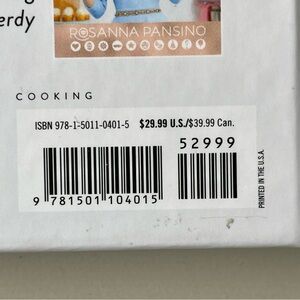 erdy
ROSANNA PANSINO
COOKING
ISBN 978-1-5011-0401-5 $29.99 U.S./$39.99 Can.
52999
9 781501 104015
PRINTED IN THE U.S.A.